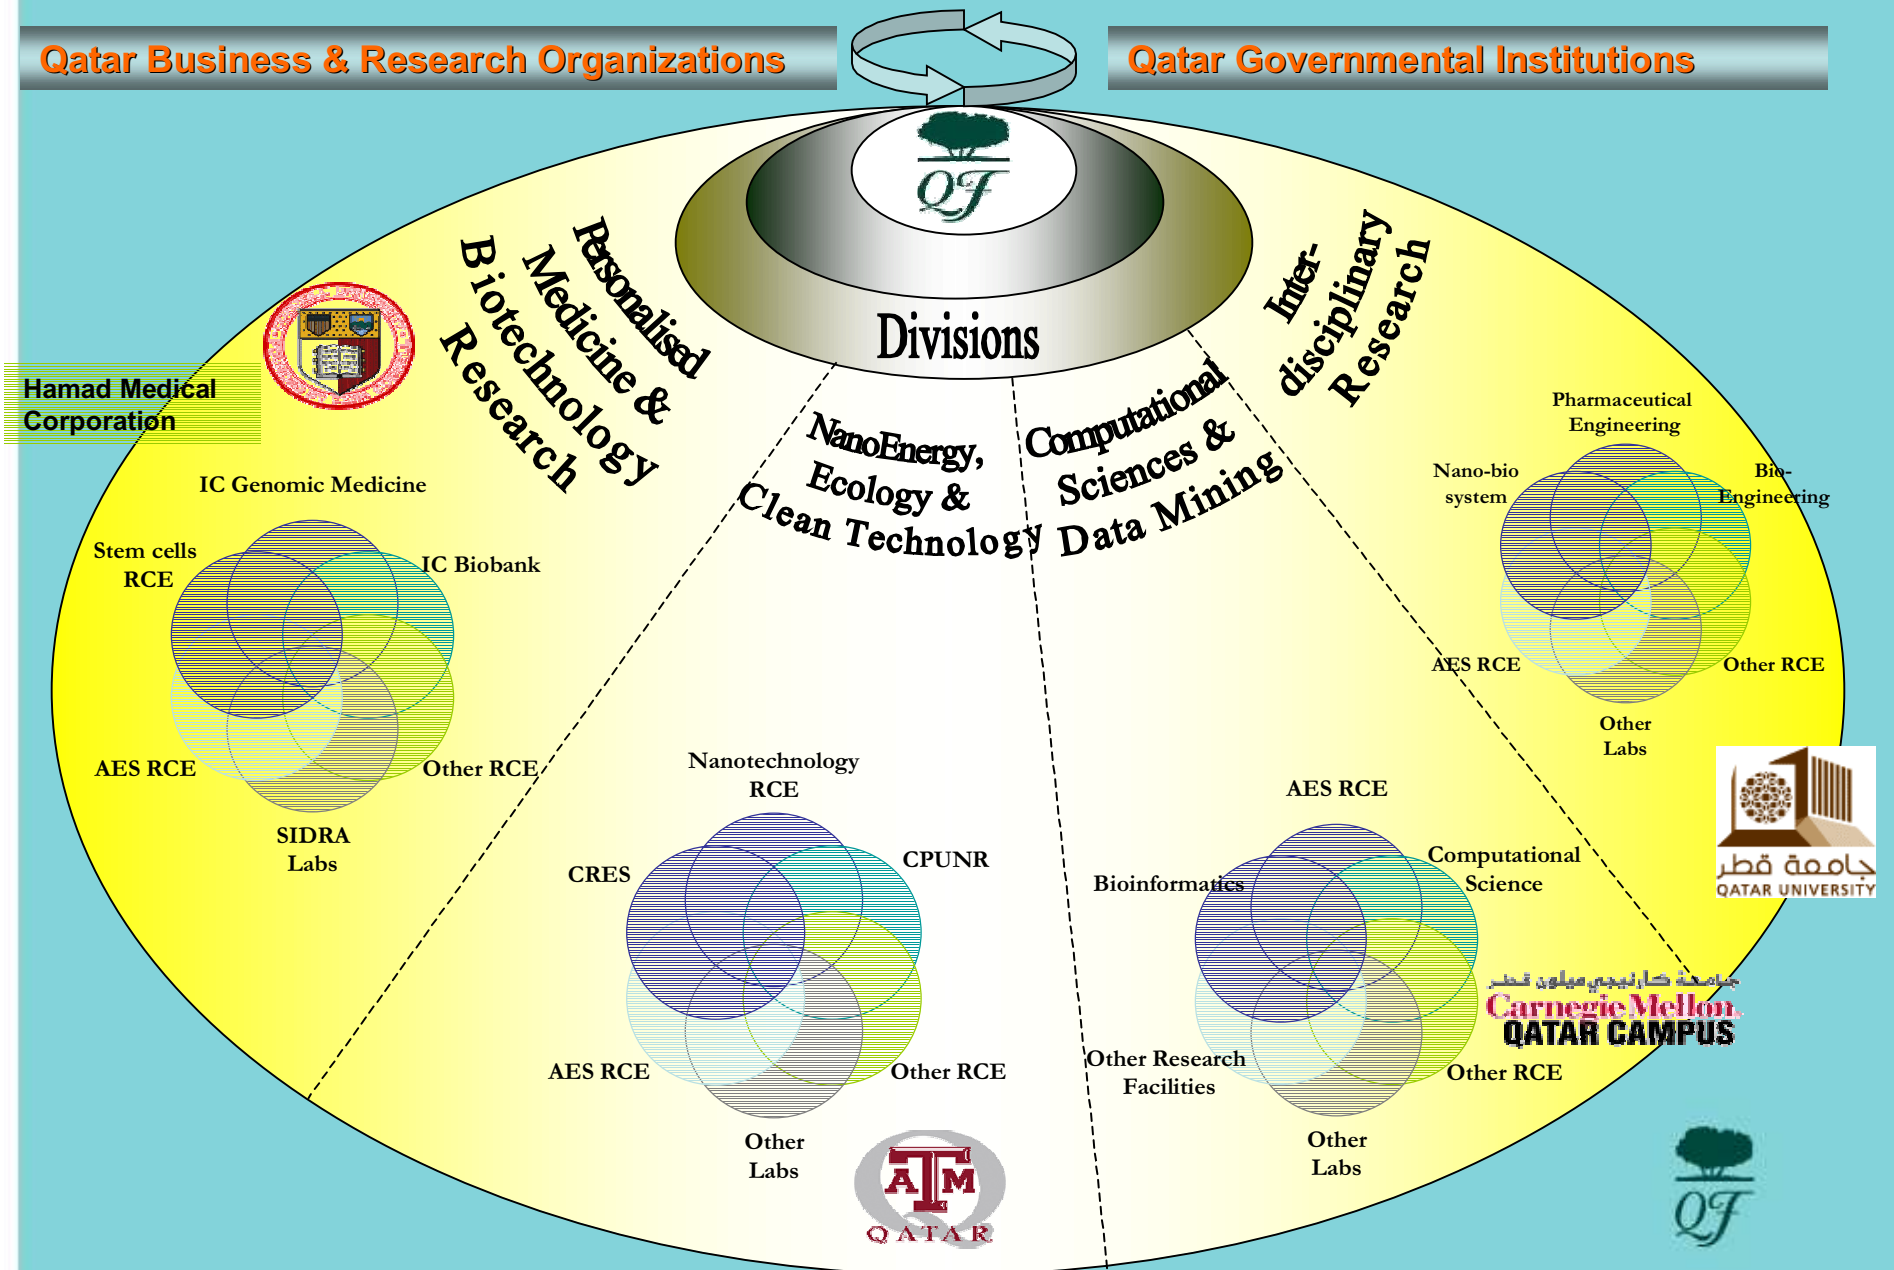 Qatar Business & Research Organizations
Qatar Governmental Institutions
QF
Divisions
Personalised
Medicine &
Biotechnology
Research
NanoEnergy,
Ecology &
Clean Technology
Computational
Sciences &
Data Mining
Inter-
disciplinary
Research
Hamad Medical
Corporation
IC Genomic Medicine
Stem cells
RCE
IC Biobank
AES RCE
Other RCE
SIDRA
Labs
Nanotechnology
RCE
CRES
CPUNR
AES RCE
Other RCE
Other
Labs
ATM
QATAR
AES RCE
Bioinformatics
Computational
Science
Other Research
Facilities
Other RCE
Other
Labs
Pharmaceutical
Engineering
Nano-bio
system
Bio-
Engineering
AES RCE
Other RCE
Other
Labs
جامعة قطر
QATAR UNIVERSITY
جامعة كارنيجي ميلون قطر
Carnegie Mellon
QATAR CAMPUS
QF